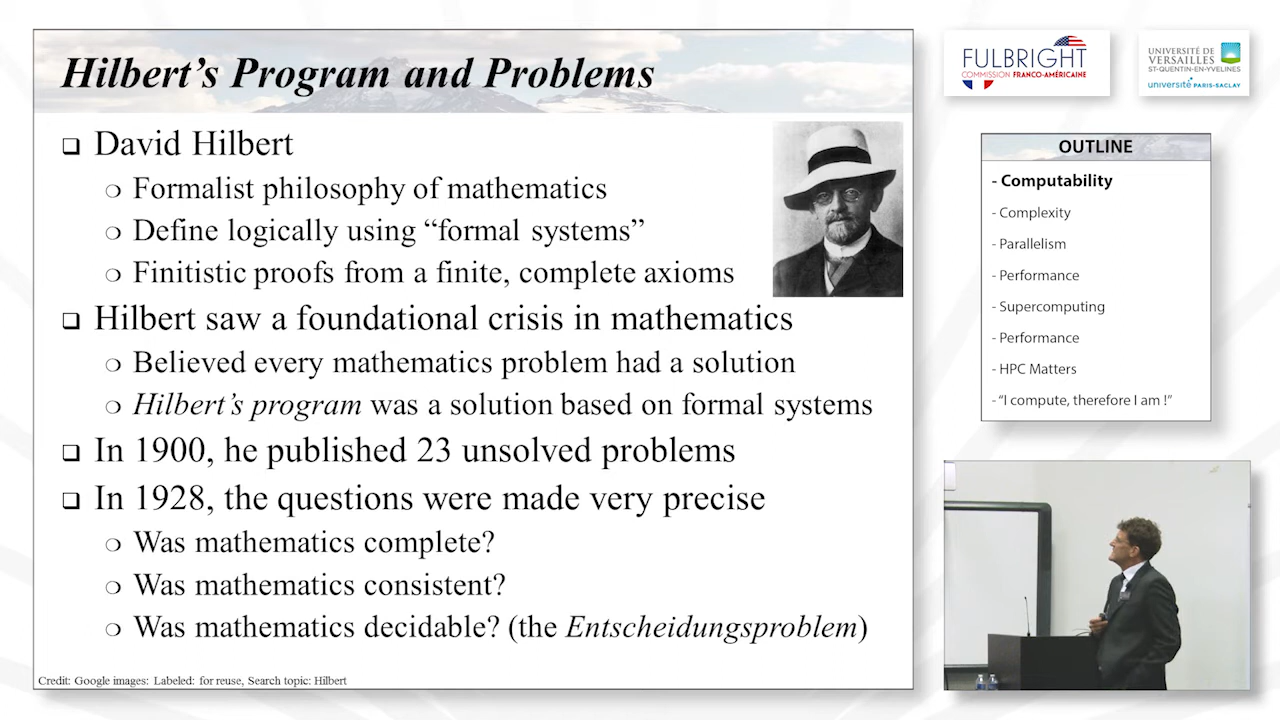 Hilbert's Program and Problems
❑ David Hilbert
❍ Formalist philosophy of mathematics
❍ Define logically using “formal systems”
❍ Finitistic proofs from a finite, complete axioms
❑ Hilbert saw a foundational crisis in mathematics
❍ Believed every mathematics problem had a solution
❍ Hilbert's program was a solution based on formal systems
❑ In 1900, he published 23 unsolved problems
❑ In 1928, the questions were made very precise
❍ Was mathematics complete?
❍ Was mathematics consistent?
❍ Was mathematics decidable? (the Entscheidungsproblem)
Credit: Google images: Labeled: for reuse, Search topic: Hilbert
FULBRIGHT
COMMISSION FRANCO-AMÉRICAINE
UNIVERSITÉ DE
VERSAILLES
ST-QUENTIN-EN-YVELINES
université PARIS-SACLAY
OUTLINE
- Computability
- Complexity
- Parallelism
- Performance
- Supercomputing
- Performance
- HPC Matters
- “I compute, therefore I am !”